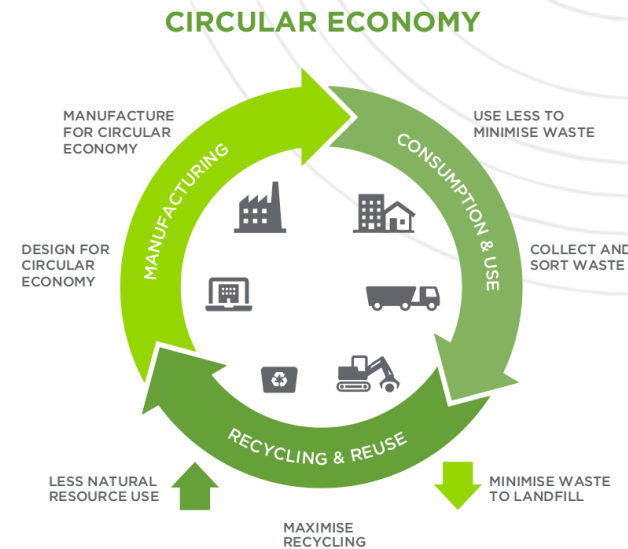 CIRCULAR ECONOMY
MANUFACTURE
FOR CIRCULAR
ECONOMY
USE LESS TO
MINIMISE WASTE
MANUFACTURING
CONSUMPTION & USE
DESIGN FOR
CIRCULAR
ECONOMY
COLLECT AND
SORT WASTE
RECYCLING & REUSE
LESS NATURAL
RESOURCE USE
MINIMISE WASTE
TO LANDFILL
MAXIMISE
RECYCLING